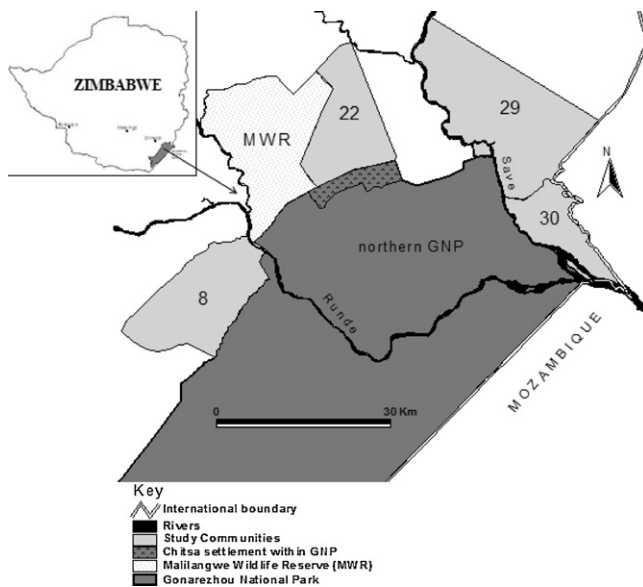 ZIMBABWE
MWR
22
29
Save
N
30
northern GNP
8
Runde
MOZAMBIQUE
0 30 Km
Key
International boundary
Rivers
Study Communities
Chitsa settlement within GNP
Malilangwe Wildlife Reserve {MWR}
Gonarezhou National Park